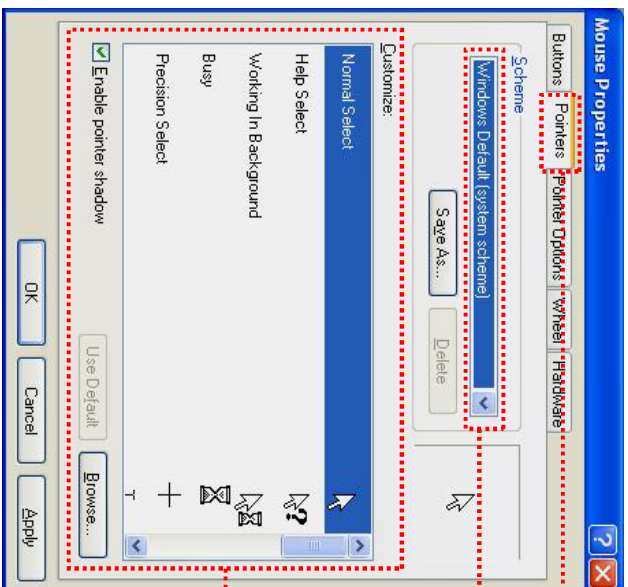 Mouse Properties
Buttons Pointers Pointer Options Wheel Hardware
Scheme
Windows Default (system scheme)
Save As... Delete
Customize:
Normal Select
Help Select
Working In Background
Busy
Precision Select
Enable pointer shadow
Use Default Browse...
OK Cancel Apply